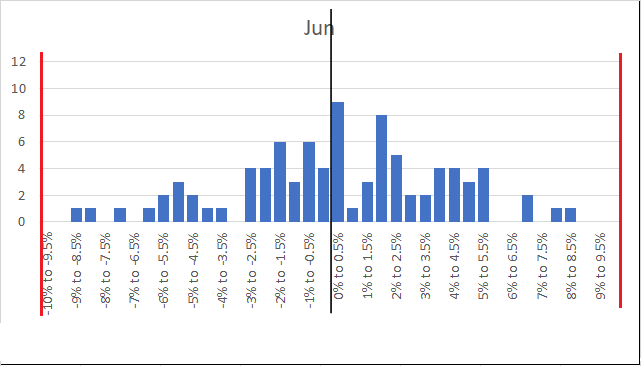 Jun
12
10
8
6
4
2
0
-10% to -9.5%
-9% to -8.5%
-8% to -7.5%
-7% to -6.5%
-6% to -5.5%
-5% to -4.5%
-4% to -3.5%
-3% to -2.5%
-2% to -1.5%
-1% to -0.5%
0% to 0.5%
1% to 1.5%
2% to 2.5%
3% to 3.5%
4% to 4.5%
5% to 5.5%
6% to 6.5%
7% to 7.5%
8% to 8.5%
9% to 9.5%